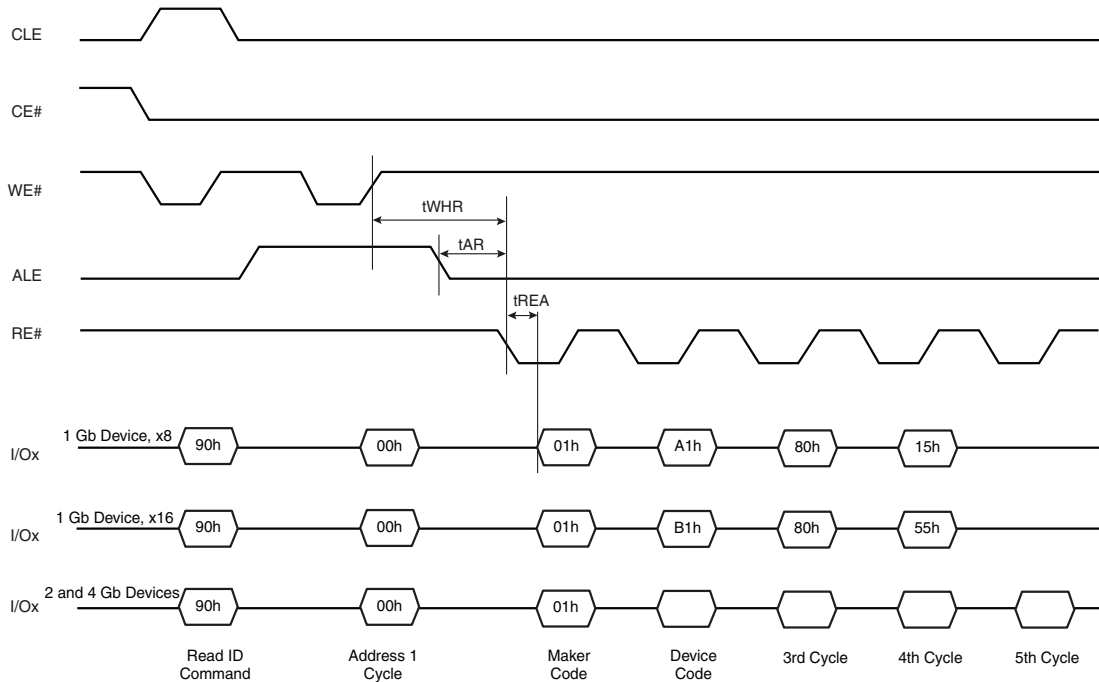 CLE
CE#
WE#
tWHR
tAR
ALE
tREA
RE#
1 Gb Device, x8
I/Ox 90h 00h 01h A1h 80h 15h
1 Gb Device, x16
I/Ox 90h 00h 01h B1h 80h 55h
2 and 4 Gb Devices
I/Ox 90h 00h 01h
Read ID Command
Address 1 Cycle
Maker Code
Device Code
3rd Cycle
4th Cycle
5th Cycle